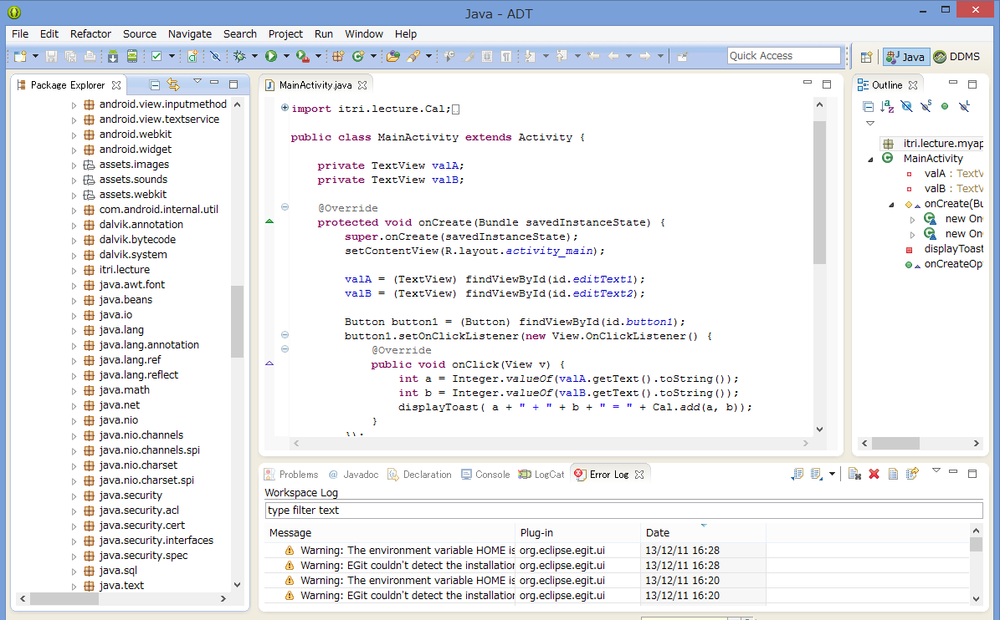 Java - ADT
File Edit Refactor Source Navigate Search Project Run Window Help
Quick Access
Java DDMS
Package Explorer
android.view.inputmethod
android.view.textservice
android.webkit
android.widget
assets.images
assets.sounds
assets.webkit
com.android.internal.util
dalvik.annotation
dalvik.bytecode
dalvik.system
itri.lecture
java.awt.font
java.beans
java.io
java.lang
java.lang.annotation
java.lang.ref
java.lang.reflect
java.math
java.net
java.nio
java.nio.channels
java.nio.channels.spi
java.nio.charset
java.nio.charset.spi
java.security
java.security.acl
java.security.cert
java.security.interfaces
java.security.spec
java.sql
java.text
MainActivity.java
import itri.lecture.Cal;
public class MainActivity extends Activity {
private TextView valA;
private TextView valB;
@Override
protected void onCreate(Bundle savedInstanceState) {
super.onCreate(savedInstanceState);
setContentView(R.layout.activity_main);
valA = (TextView) findViewById(id.editText1);
valB = (TextView) findViewById(id.editText2);
Button button1 = (Button) findViewById(id.button1);
button1.setOnClickListener(new View.OnClickListener() {
@Override
public void onClick(View v) {
int a = Integer.valueOf(valA.getText().toString());
int b = Integer.valueOf(valB.getText().toString());
displayToast( a + " + " + b + " = " + Cal.add(a, b));
}
});
Outline
itri.lecture.myap
MainActivity
valA : TextV
valB : TextV
onCreate(Bu
new On
new On
displayToast
onCreateOp
Problems @ Javadoc Declaration Console LogCat Error Log
Workspace Log
type filter text
Message Plug-in Date
Warning: The environment variable HOME is org.eclipse.egit.ui 13/12/11 16:28
Warning: EGit couldn't detect the installation org.eclipse.egit.ui 13/12/11 16:28
Warning: The environment variable HOME is org.eclipse.egit.ui 13/12/11 16:20
Warning: EGit couldn't detect the installation org.eclipse.egit.ui 13/12/11 16:20